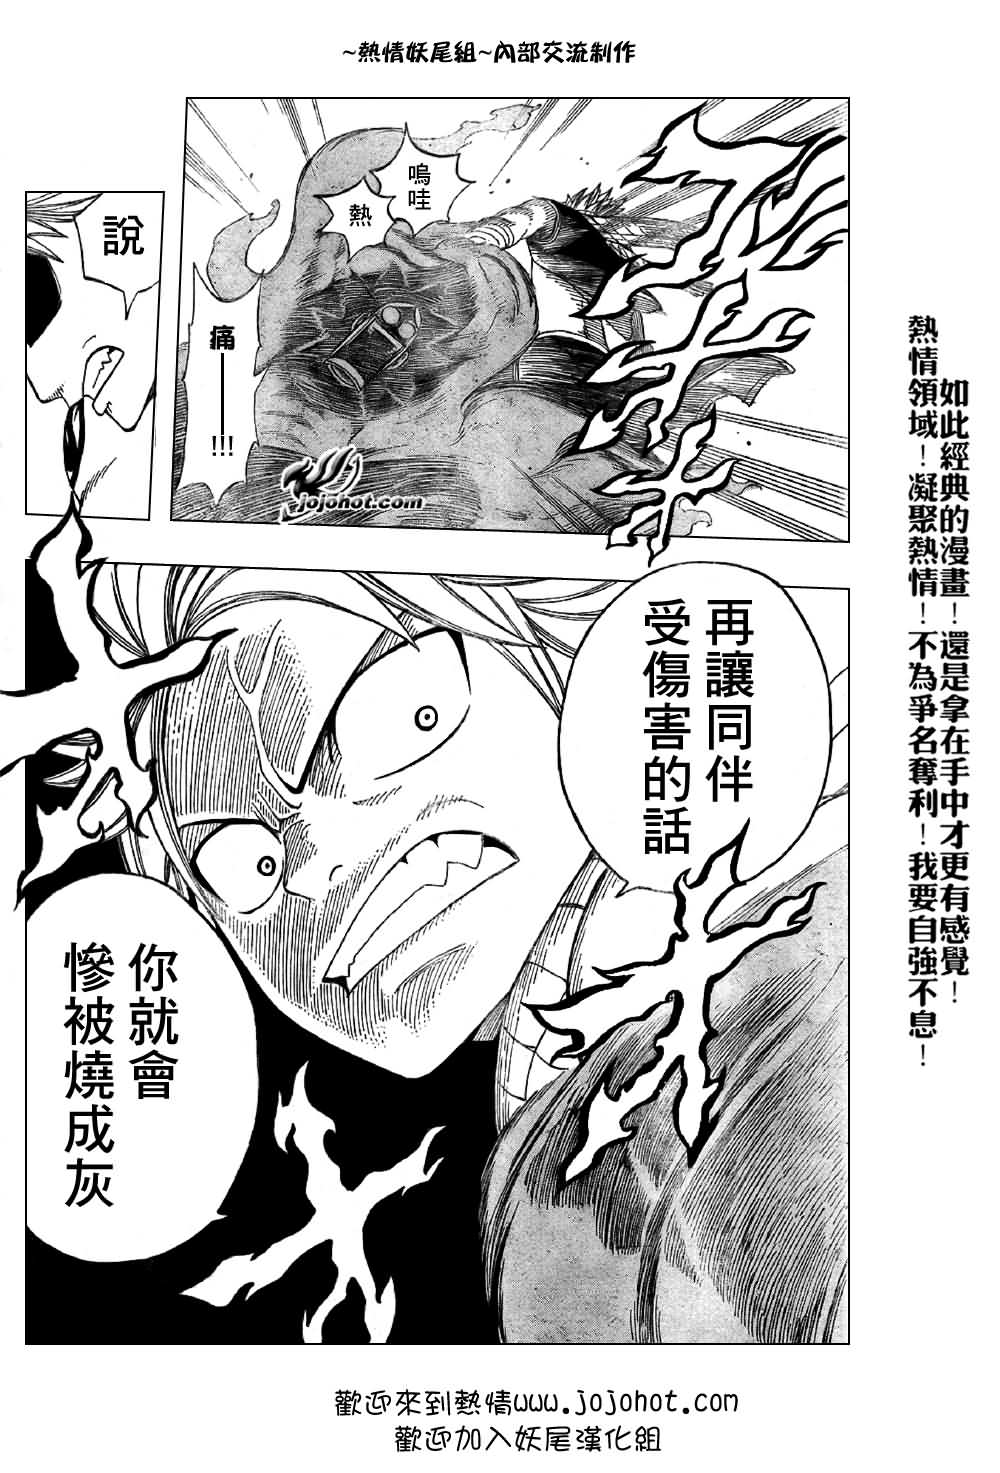 ~熱情妖尾組~內部交流制作
嗚哇
熱
痛——!!!
說
jojohot.com
再讓同伴
受傷害的話
你就會
慘被燒成灰
如此經典的漫畫！還是拿在手中才更有感覺！
熱情領域！凝聚熱情！不為爭名奪利！我要自強不息！
歡迎來到熱情www.jojohot.com
歡迎加入妖尾漢化組